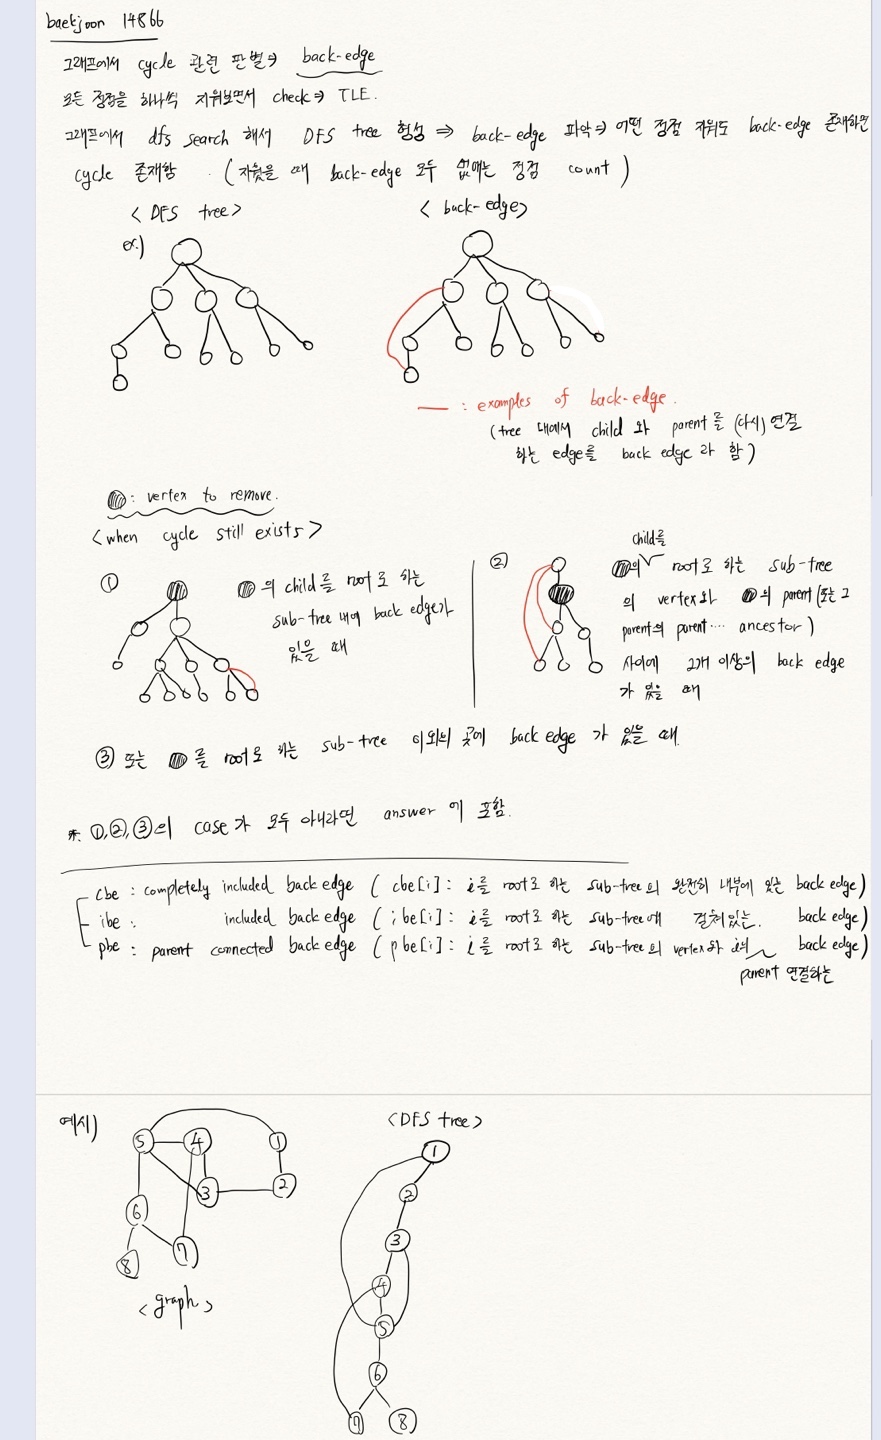 baekjoon 14866
그래프에서 cycle 관련 판별⇒ back-edge
모든 정점을 하나씩 지워보면서 check⇒ TLE.
그래프에서 dfs search 해서 DFS tree 형성 ⇒ back-edge 파악⇒ 어떤 정점 지워도 back-edge 존재하면
cycle 존재함. (지웠을 때 back-edge 모두 없애는 정점 count)
<DFS tree>
<back-edge>
ex.)
— : examples of back-edge.
(tree 내에서 child 와 parent를 (다시) 연결
하는 edge를 back edge 라 함)
: vertex to remove.
<when cycle still exists>
① 의 child를 root로 하는
sub-tree 내에 back edge가
있을 때
② 의 child를 root로 하는 sub-tree
의 vertex와 의 parent (또는 그
parent의 parent ···· ancestor)
사이에 2개 이상의 back edge
가 있을 때
③ 또는 를 root로 하는 sub-tree 이외의 곳에 back edge 가 있을 때.
※ ①,②,③의 case가 모두 아니라면 answer 에 포함.
cbe : completely included back edge ( cbe[i] : i를 root로 하는 sub-tree의 완전히 내부에 있는 back edge)
ibe : included back edge ( ibe[i] : i를 root로 하는 sub-tree에 걸쳐있는. back edge)
pbe : parent connected back edge ( pbe[i] : i를 root로 하는 sub-tree의 vertex와 i의 parent 연결하는 back edge)
예시)
5 4 1
3 2
6
8 7
<graph>
<DFS tree>
1
2
3
4
5
6
7 8